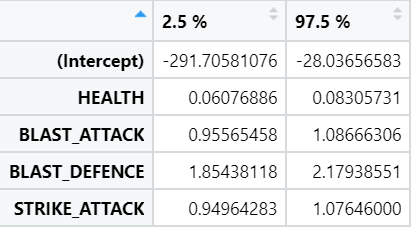 2.5 % 97.5 %
(Intercept) -291.70581076 -28.03656583
HEALTH 0.06076886 0.08305731
BLAST_ATTACK 0.95565458 1.08666306
BLAST_DEFENCE 1.85438118 2.17938551
STRIKE_ATTACK 0.94964283 1.07646000